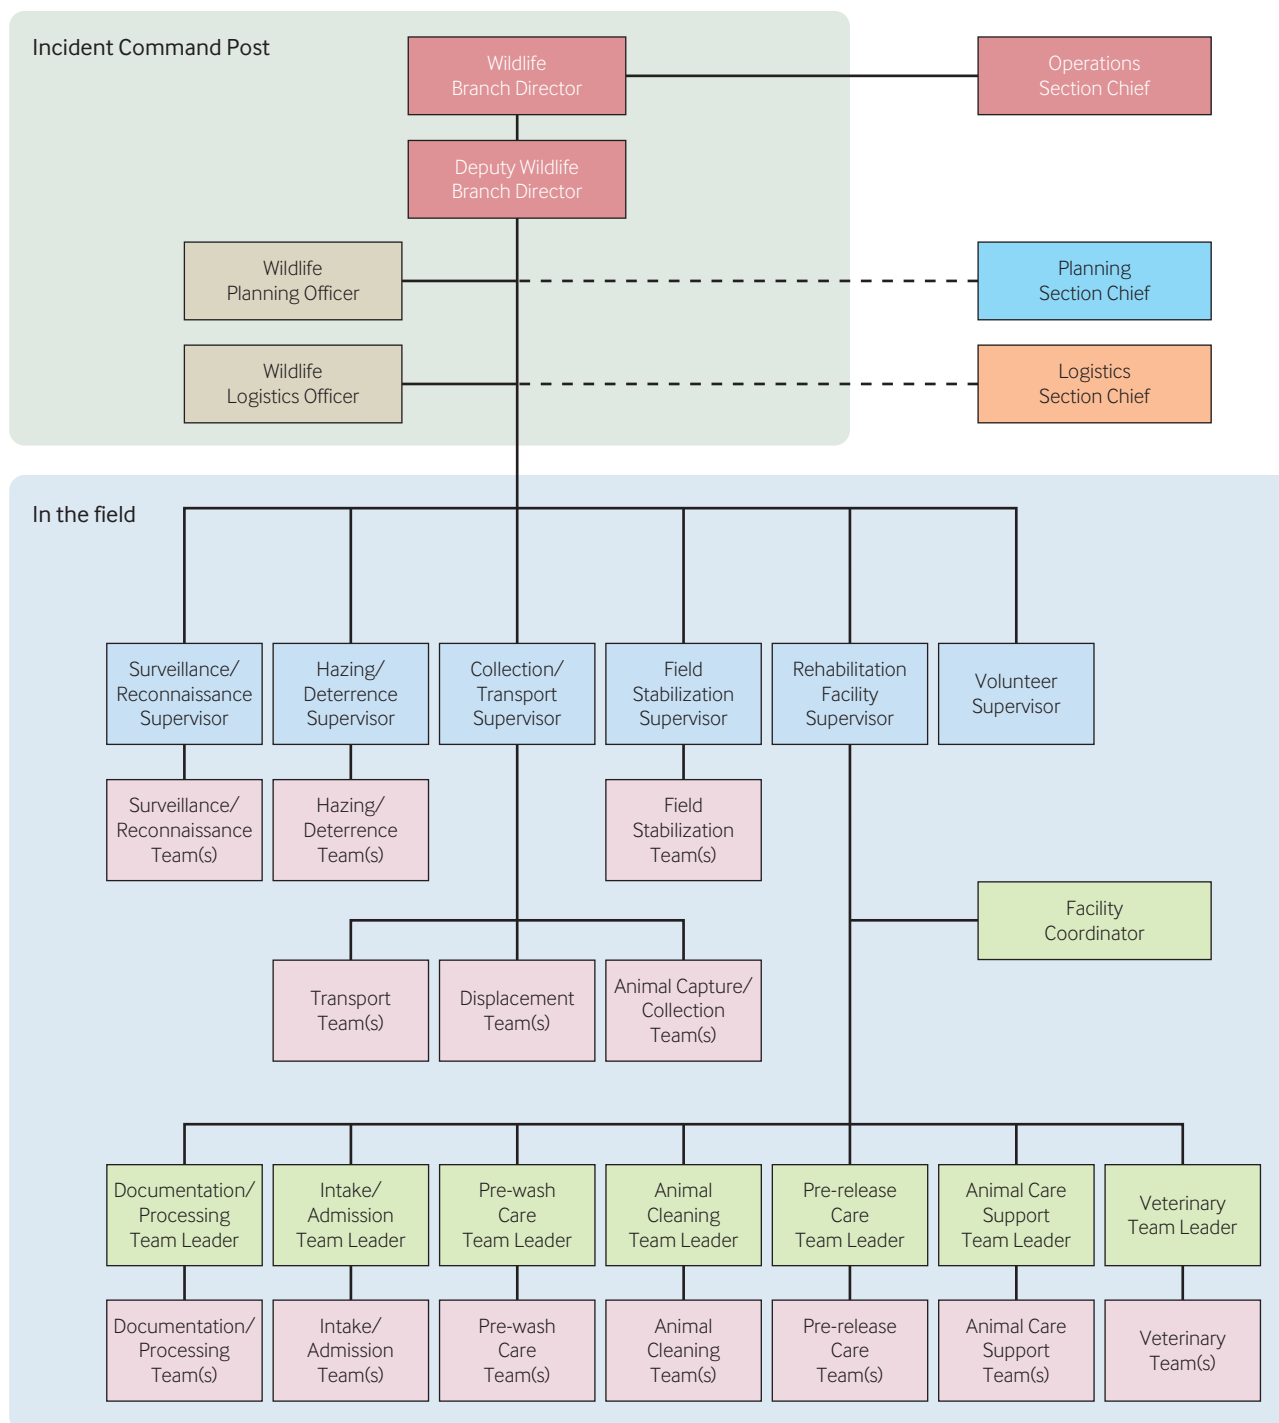 Incident Command Post
Wildlife
Branch Director
Operations
Section Chief
Deputy Wildlife
Branch Director
Wildlife
Planning Officer
Planning
Section Chief
Wildlife
Logistics Officer
Logistics
Section Chief
In the field
Surveillance/
Reconnaissance
Supervisor
Hazing/
Deterrence
Supervisor
Collection/
Transport
Supervisor
Field
Stabilization
Supervisor
Rehabilitation
Facility
Supervisor
Volunteer
Supervisor
Surveillance/
Reconnaissance
Team(s)
Hazing/
Deterrence
Team(s)
Field
Stabilization
Team(s)
Facility
Coordinator
Transport
Team(s)
Displacement
Team(s)
Animal Capture/
Collection
Team(s)
Documentation/
Processing
Team Leader
Intake/
Admission
Team Leader
Pre-wash
Care
Team Leader
Animal
Cleaning
Team Leader
Pre-release
Care
Team Leader
Animal Care
Support
Team Leader
Veterinary
Team Leader
Documentation/
Processing
Team(s)
Intake/
Admission
Team(s)
Pre-wash
Care
Team(s)
Animal
Cleaning
Team(s)
Pre-release
Care
Team(s)
Animal Care
Support
Team(s)
Veterinary
Team(s)